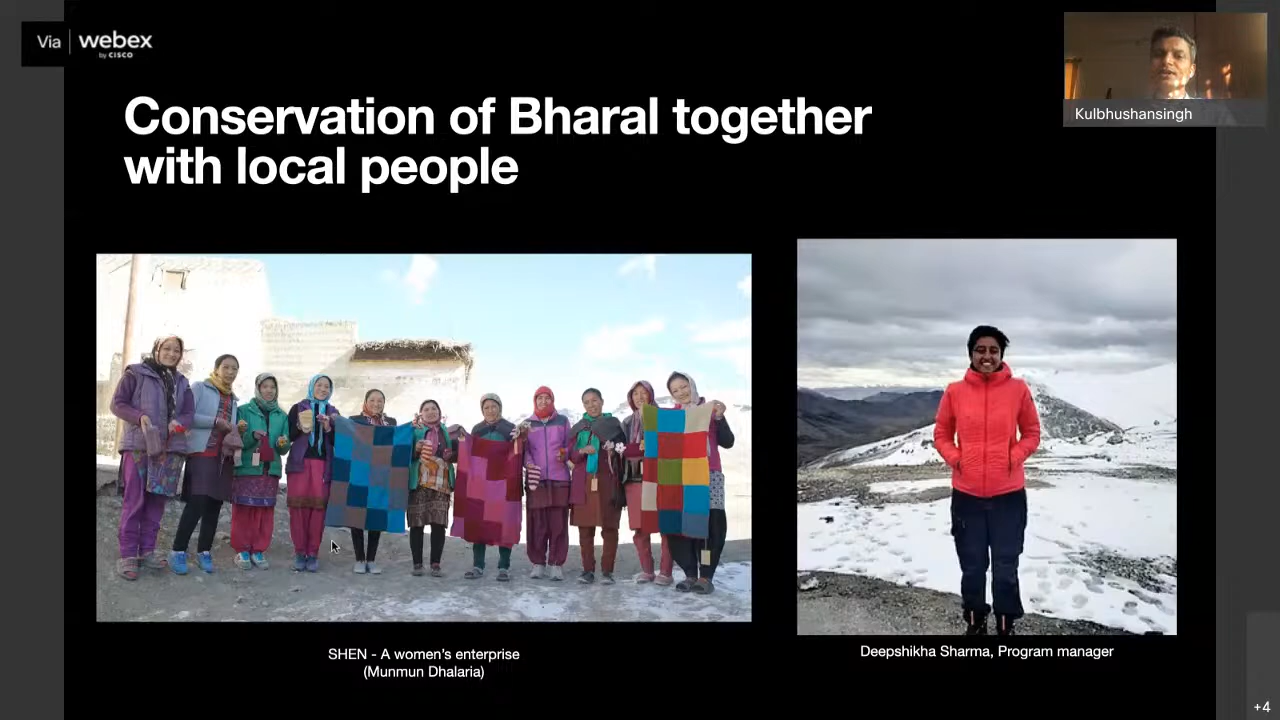 Via webex
by CISCO
Kulbhushansingh
Conservation of Bharal together
with local people
SHEN - A women's enterprise
(Munmun Dhalaria)
Deepshikha Sharma, Program manager
+4